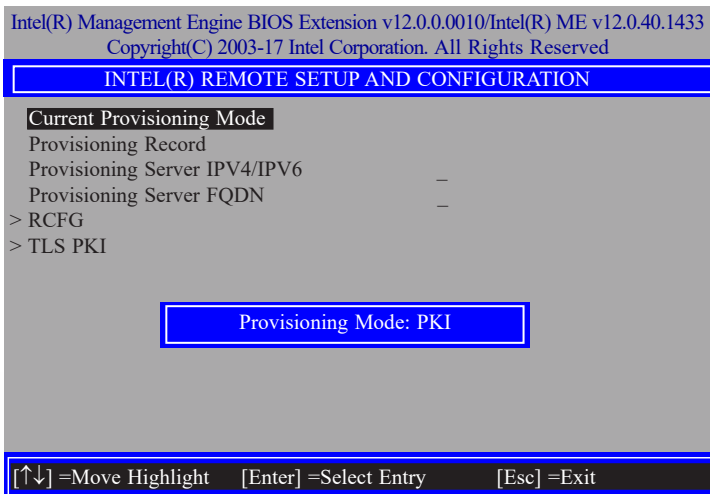 Intel(R) Management Engine BIOS Extension v12.0.0.0010/Intel(R) ME v12.0.40.1433
Copyright(C) 2003-17 Intel Corporation. All Rights Reserved
INTEL(R) REMOTE SETUP AND CONFIGURATION
Current Provisioning Mode
Provisioning Record
Provisioning Server IPV4/IPV6 _
Provisioning Server FQDN _
> RCFG
> TLS PKI
Provisioning Mode: PKI
[↑↓] =Move Highlight [Enter] =Select Entry [Esc] =Exit